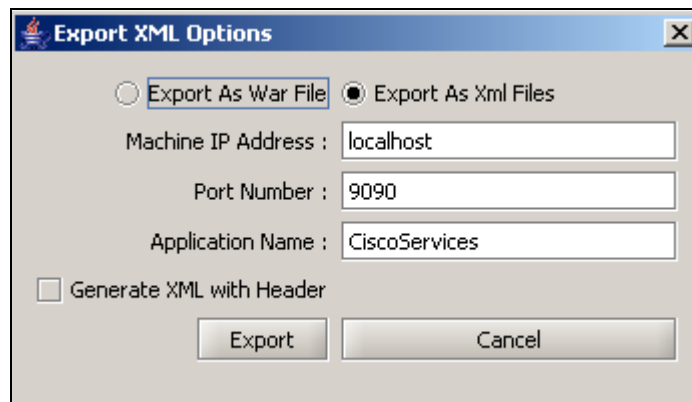 Export XML Options
Export As War File Export As Xml Files
Machine IP Address : localhost
Port Number : 9090
Application Name : CiscoServices
Generate XML with Header
Export Cancel